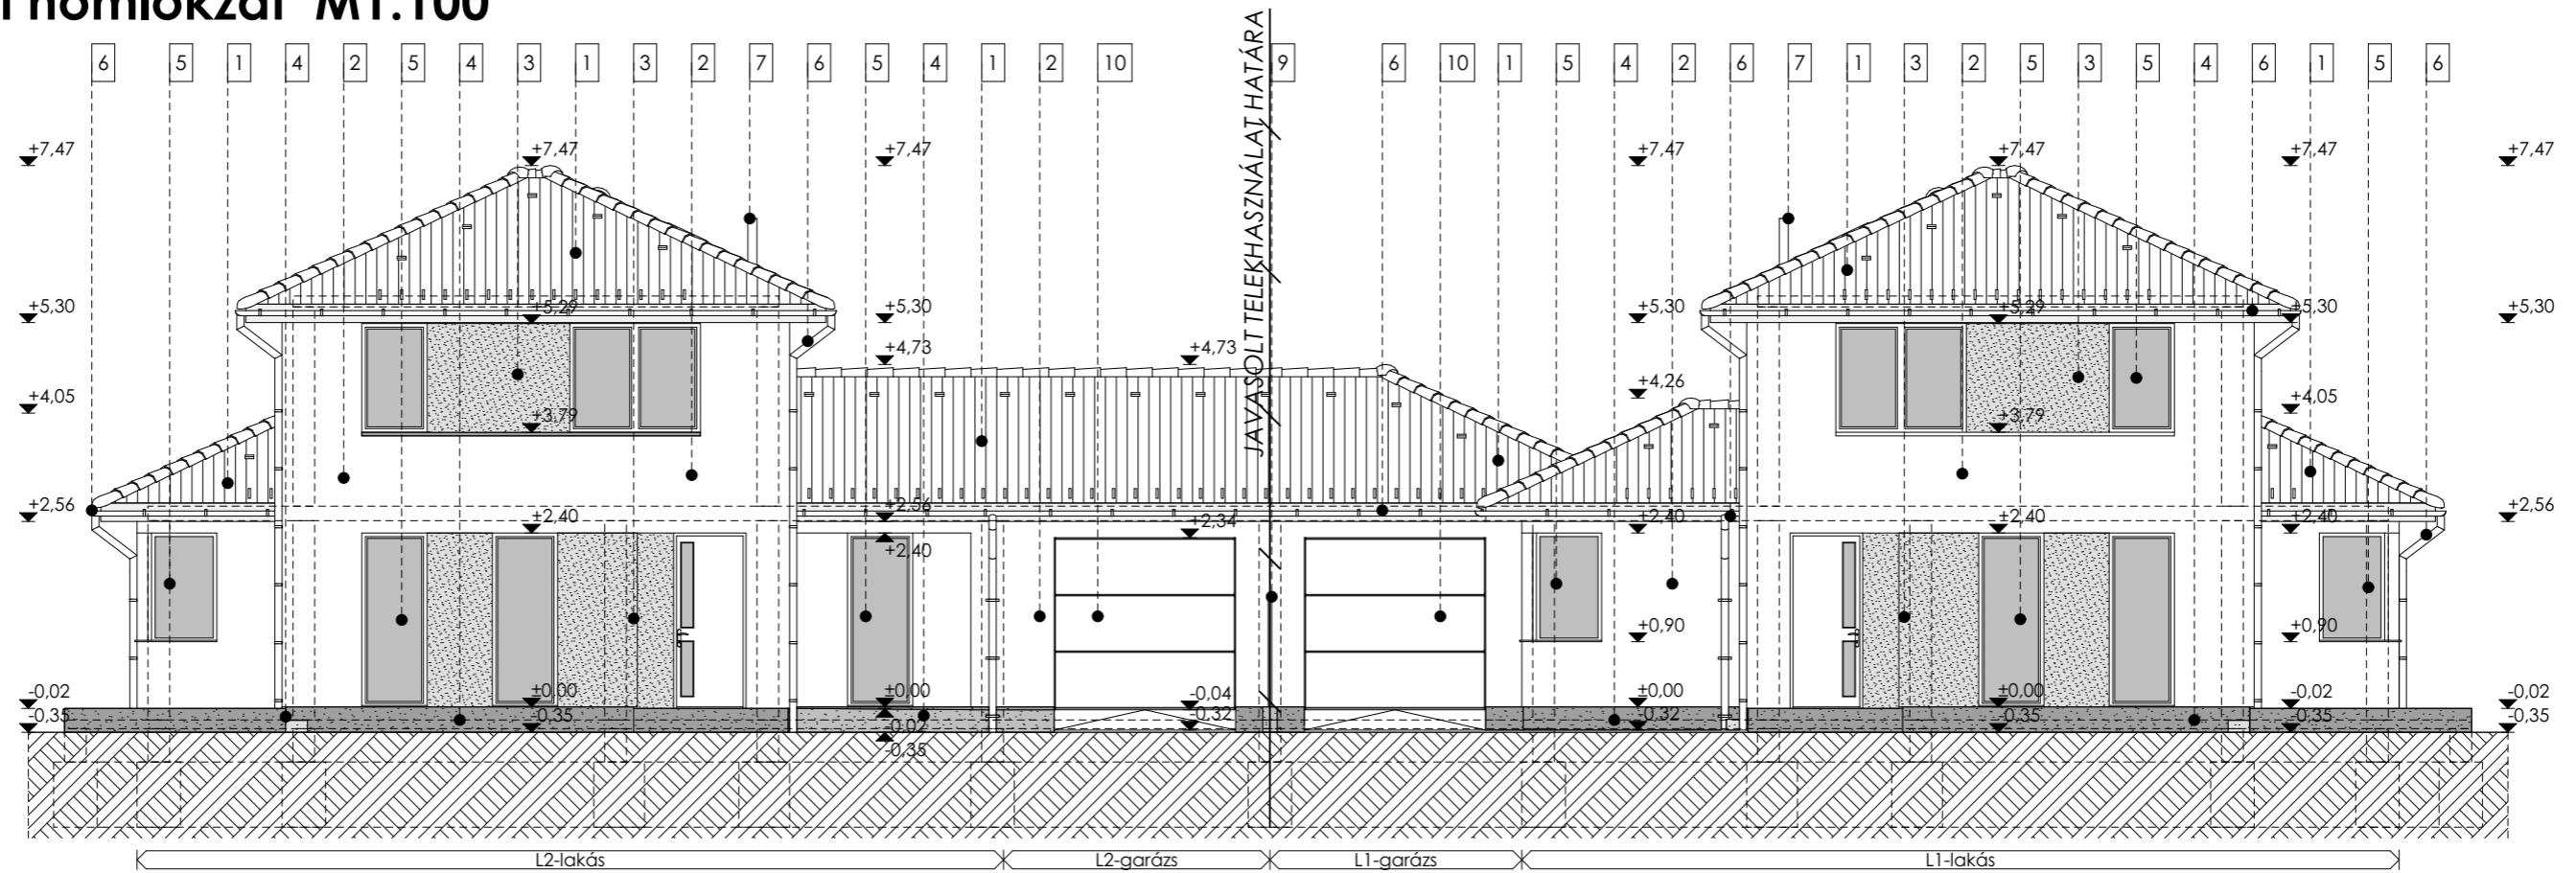 homlokzat M1:100
6 5 1 4 2 5 4 3 1 3 2 7 6 5 4 1 2 10 9 6 10 1 5 4 2 6 7 1 3 2 5 3 5 4 6 1 5 6
JAVASOLT TELEKHASZNÁLAT HATÁRA
+7,47 +7,47 +7,47 +7,47 +7,47 +7,47 +7,47
+5,30 +5,29 +5,30 +5,30 +5,29 +5,30 +5,30
+4,73 +4,73
+4,26
+4,05 +3,79 +3,79 +4,05
+2,56 +2,40 +2,56 +2,34 +2,40 +2,40 +2,40 +2,56
+2,40
+0,90 +0,90
-0,02 ±0,00 ±0,00 -0,04 ±0,00 ±0,00 -0,02 -0,02
-0,35 -0,35 -0,02 -0,32 -0,32 -0,35 -0,35 -0,35
-0,35
L2-lakás L2-garázs L1-garázs L1-lakás